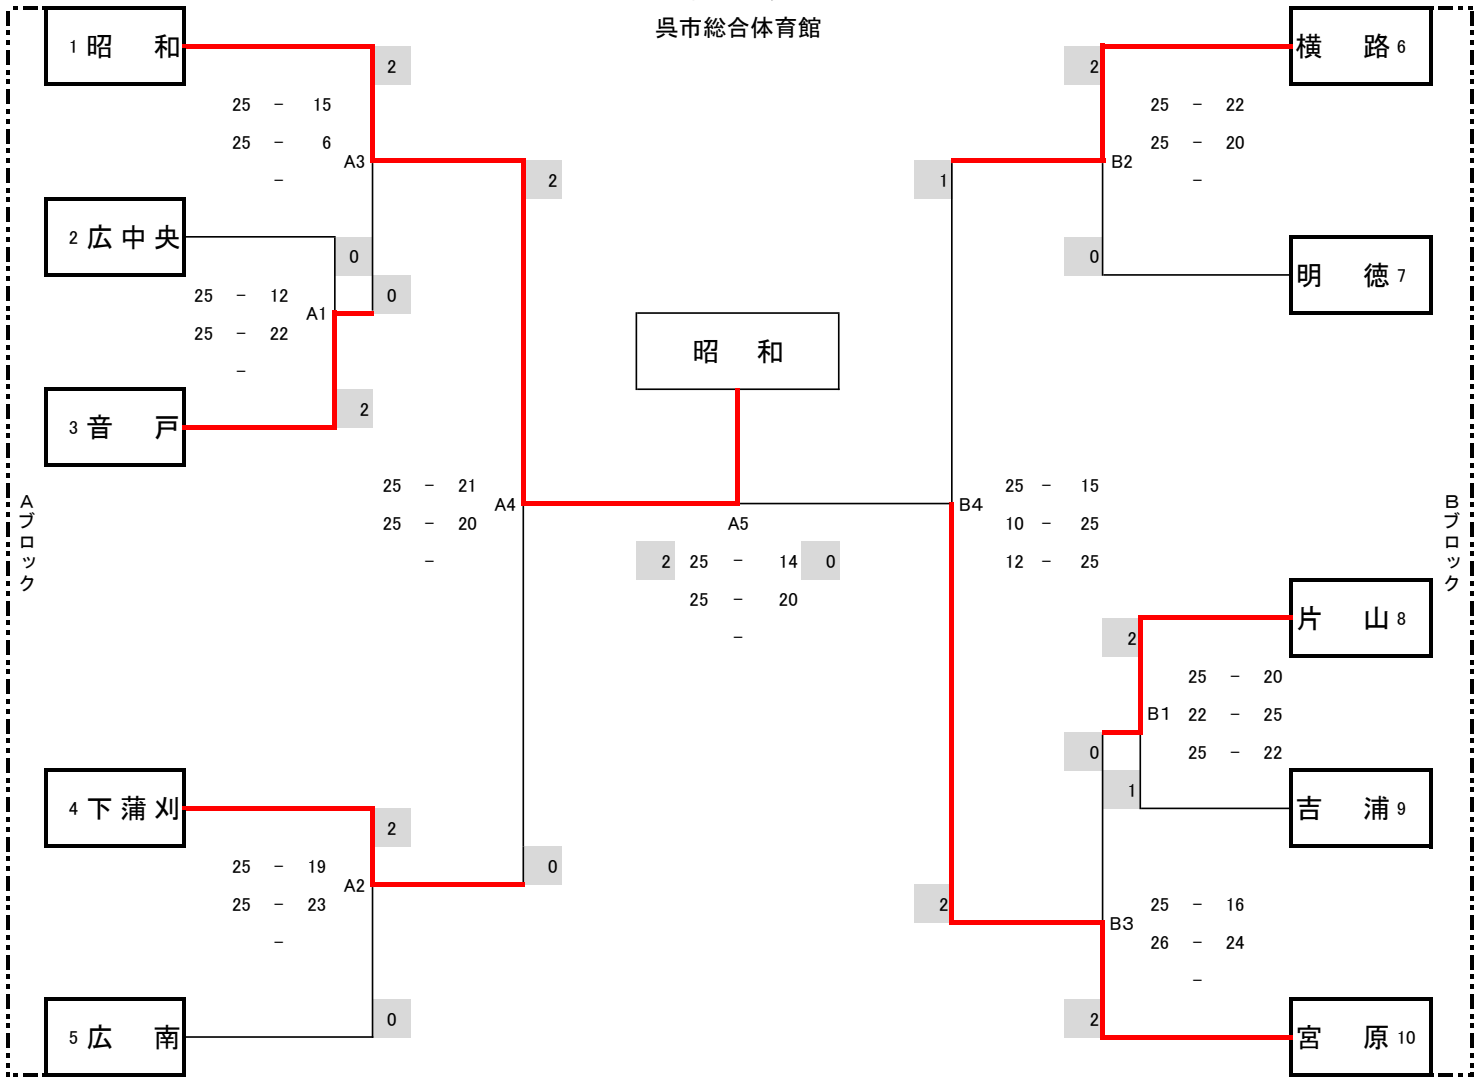 呉市総合体育館
1 昭 和
2
25 - 15
25 - 6
-
A3
2
2 広中央
0
0
25 - 12
25 - 22
-
A1
3 音 戸
2
Aブロック
25 - 21
25 - 20
-
A4
4 下蒲刈
2
25 - 19
25 - 23
-
A2
0
5 広 南
0
昭 和
A5
2 25 - 14 0
25 - 20
-
横 路 6
2
25 - 22
25 - 20
-
B2
1
明 徳 7
0
B4
25 - 15
10 - 25
12 - 25
Bブロック
片 山 8
2
25 - 20
B1 22 - 25
25 - 22
0
1
吉 浦 9
2
B3
25 - 16
26 - 24
-
2
宮 原 10